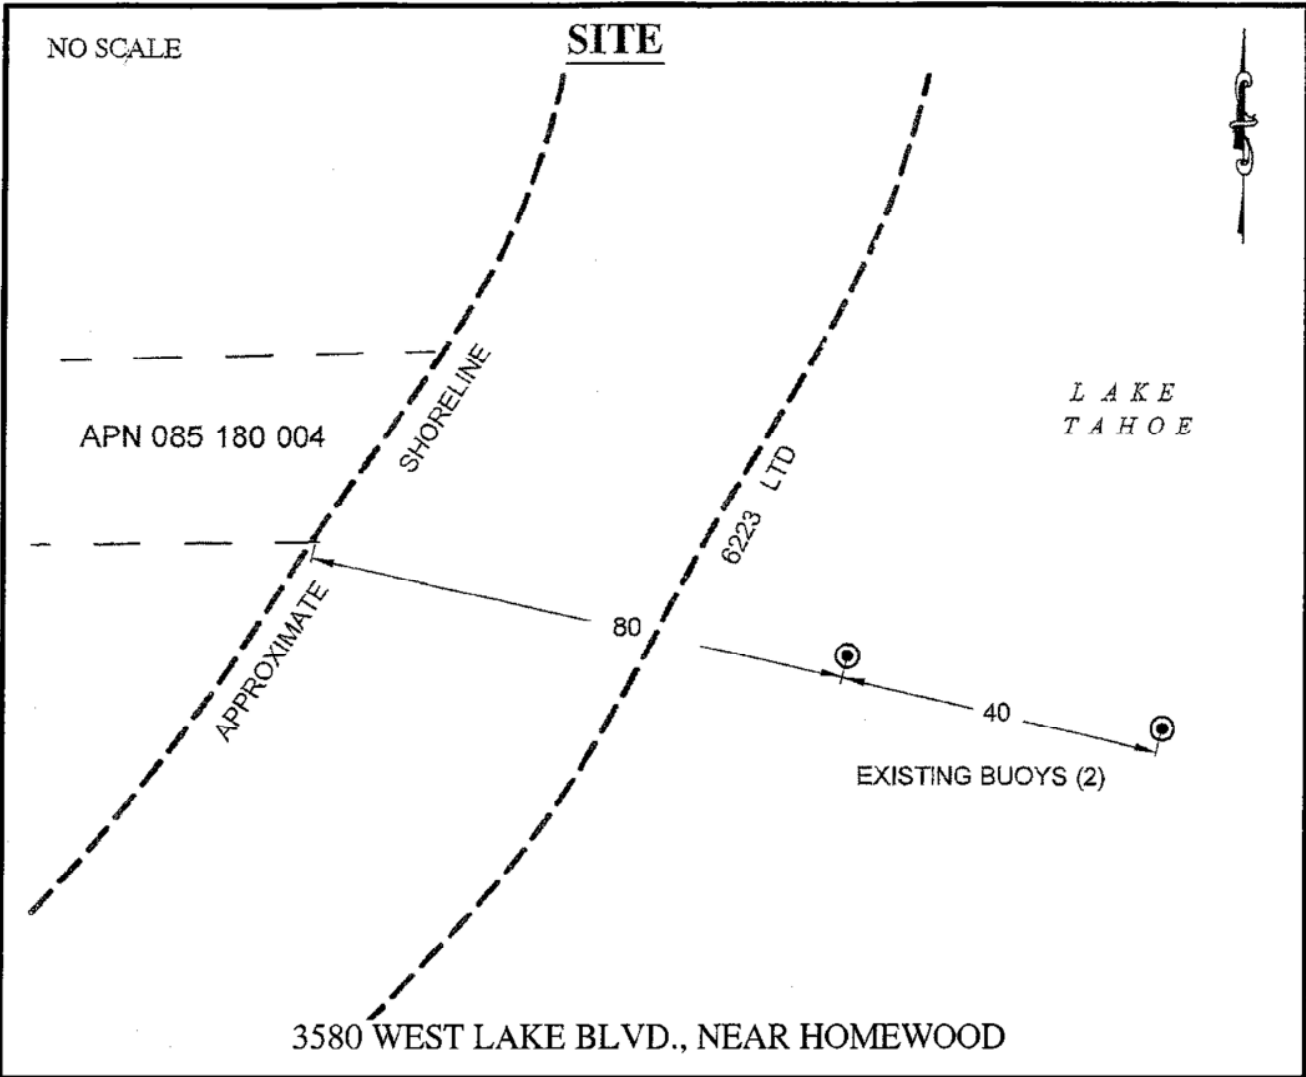 NO SCALE
SITE
LAKE
TAHOE
APN 085 180 004
APPROXIMATE SHORELINE
6223 LTD
80
40
EXISTING BUOYS (2)
3580 WEST LAKE BLVD., NEAR HOMEWOOD